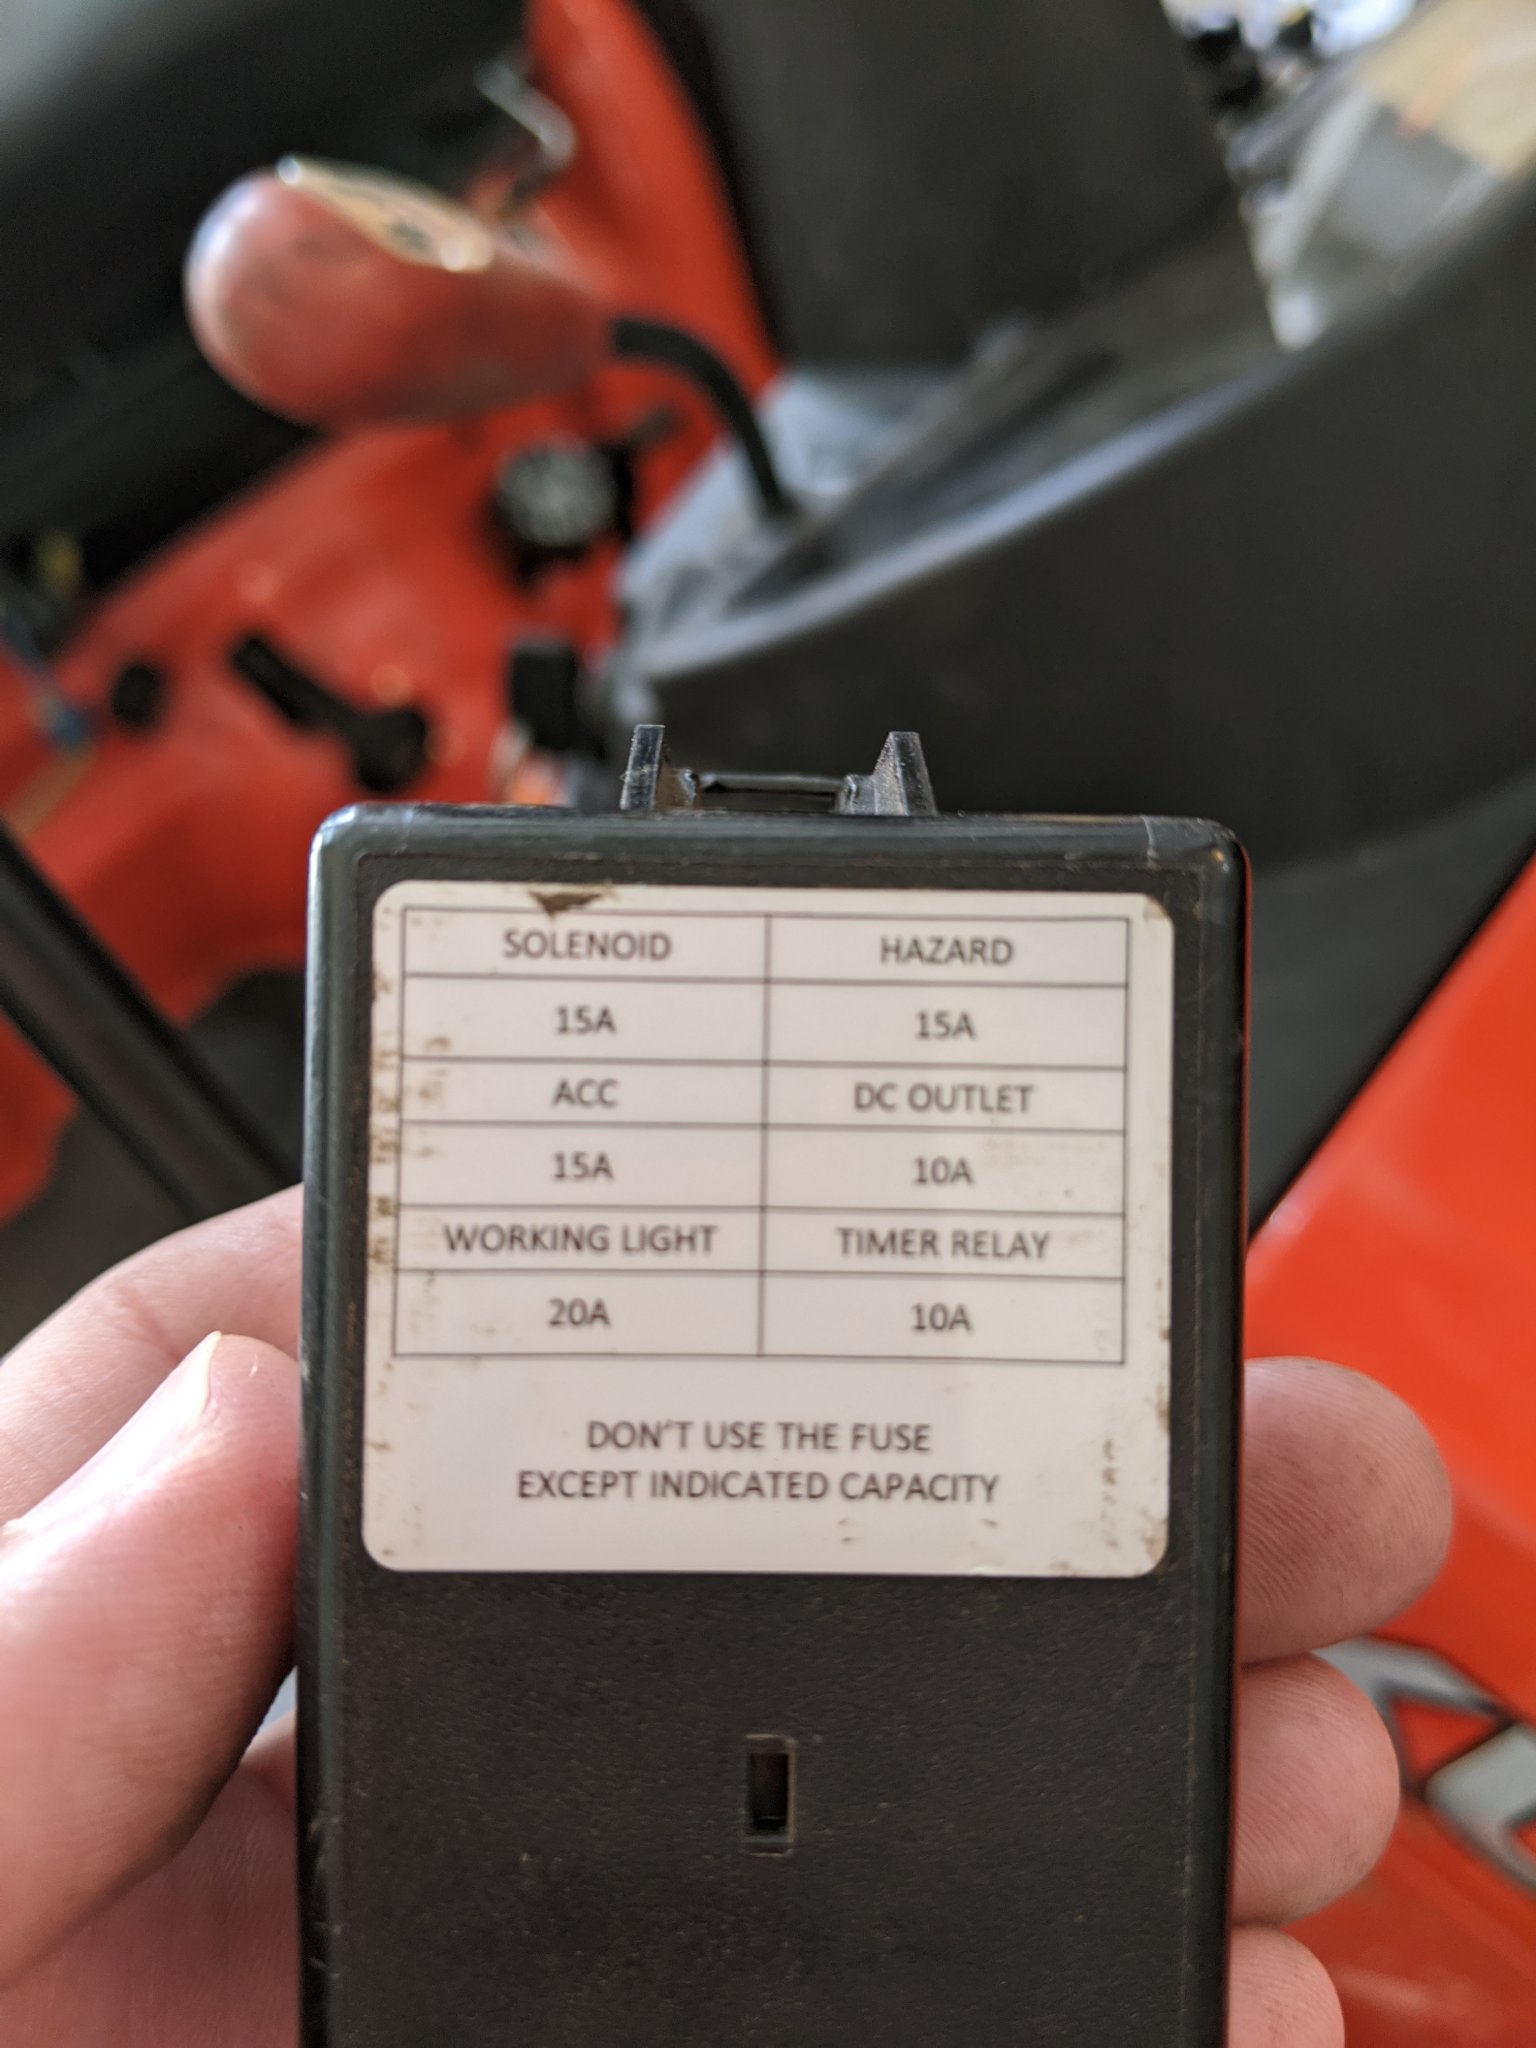 SOLENOID HAZARD
15A 15A
ACC DC OUTLET
15A 10A
WORKING LIGHT TIMER RELAY
20A 10A
DON'T USE THE FUSE
EXCEPT INDICATED CAPACITY